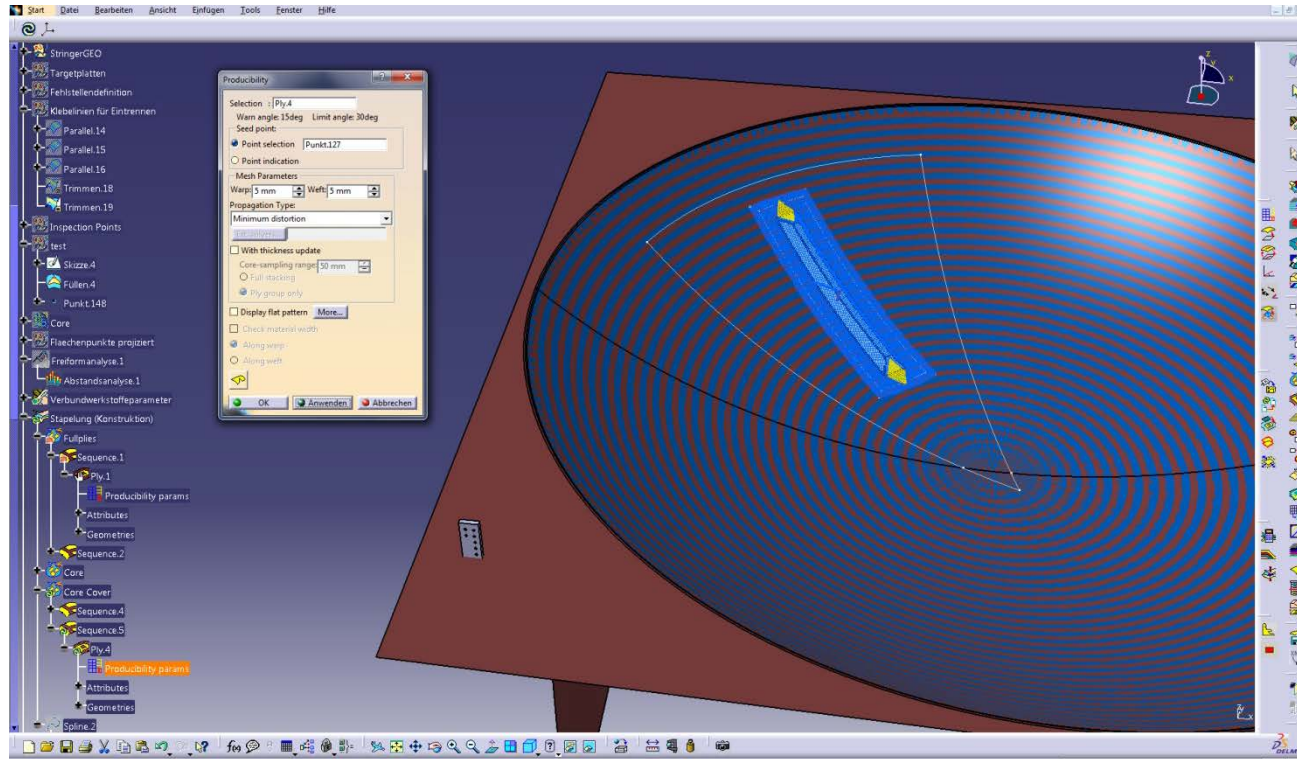 Start Datei Bearbeiten Ansicht Einfügen Tools Fenster Hilfe
StringerGEO
Targetplatten
Fehlstellendefinition
Klebelinien für Eintrennen
Parallel.14
Parallel.15
Parallel.16
Trimmen.18
Trimmen.19
Inspection Points
test
Skizze.4
Füllen.4
Punkt.148
Core
Flaechenpunkte projiziert
Freiformanalyse.1
Abstandsanalyse.1
Verbundwerkstoffeparameter
Stapelung (Konstruktion)
Fullplies
Sequence.1
Ply.1
Producibility params
Attributes
Geometries
Sequence.2
Core
Core Cover
Sequence.4
Sequence.5
Ply.4
Producibility params
Attributes
Geometries
Spline.2
Producibility
Selection : Ply.4
Warn angle: 15deg Limit angle: 30deg
Seed point:
Point selection Punkt.127
Point indication
Mesh Parameters
Warp: 5 mm Weft: 5 mm
Propagation Type:
Minimum distortion
With thickness update
Core-sampling range: 50 mm
Full stacking
Ply group only
Display flat pattern More...
Check material width
Along warp
Along weft
OK Anwenden Abbrechen
z
y
x
f(x)
DELM